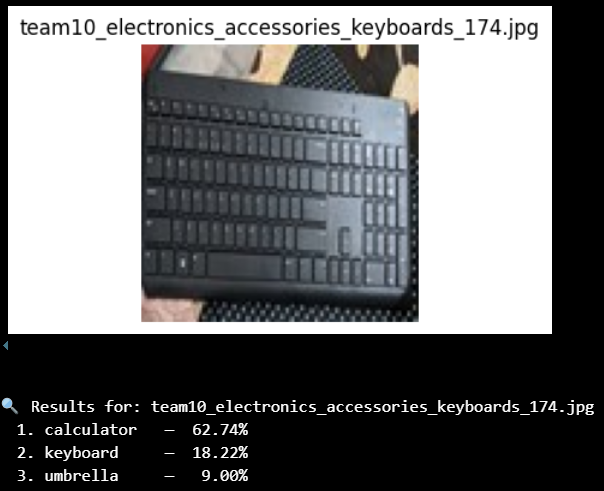 team10_electronics_accessories_keyboards_174.jpg
🔍 Results for: team10_electronics_accessories_keyboards_174.jpg
1. calculator — 62.74%
2. keyboard — 18.22%
3. umbrella — 9.00%